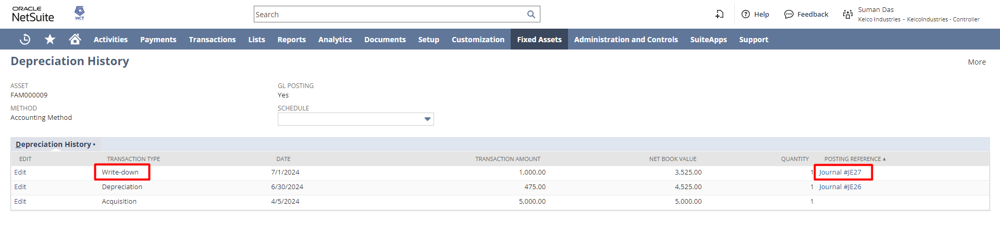 ORACLE
NetSuite
WCT
Search
Help
Feedback
Suman Das
Kelco Industries - KelcoIndustries - Controller
Activities Payments Transactions Lists Reports Analytics Documents Setup Customization Fixed Assets Administration and Controls SuiteApps Support
Depreciation History
More
ASSET
FAM000009
GL POSTING
Yes
METHOD
Accounting Method
SCHEDULE
Depreciation History •
EDIT TRANSACTION TYPE DATE TRANSACTION AMOUNT NET BOOK VALUE QUANTITY POSTING REFERENCE ▲
Edit Write-down 7/1/2024 1,000.00 3,525.00 1 Journal #JE27
Edit Depreciation 6/30/2024 475.00 4,525.00 1 Journal #JE26
Edit Acquisition 4/5/2024 5,000.00 5,000.00 1